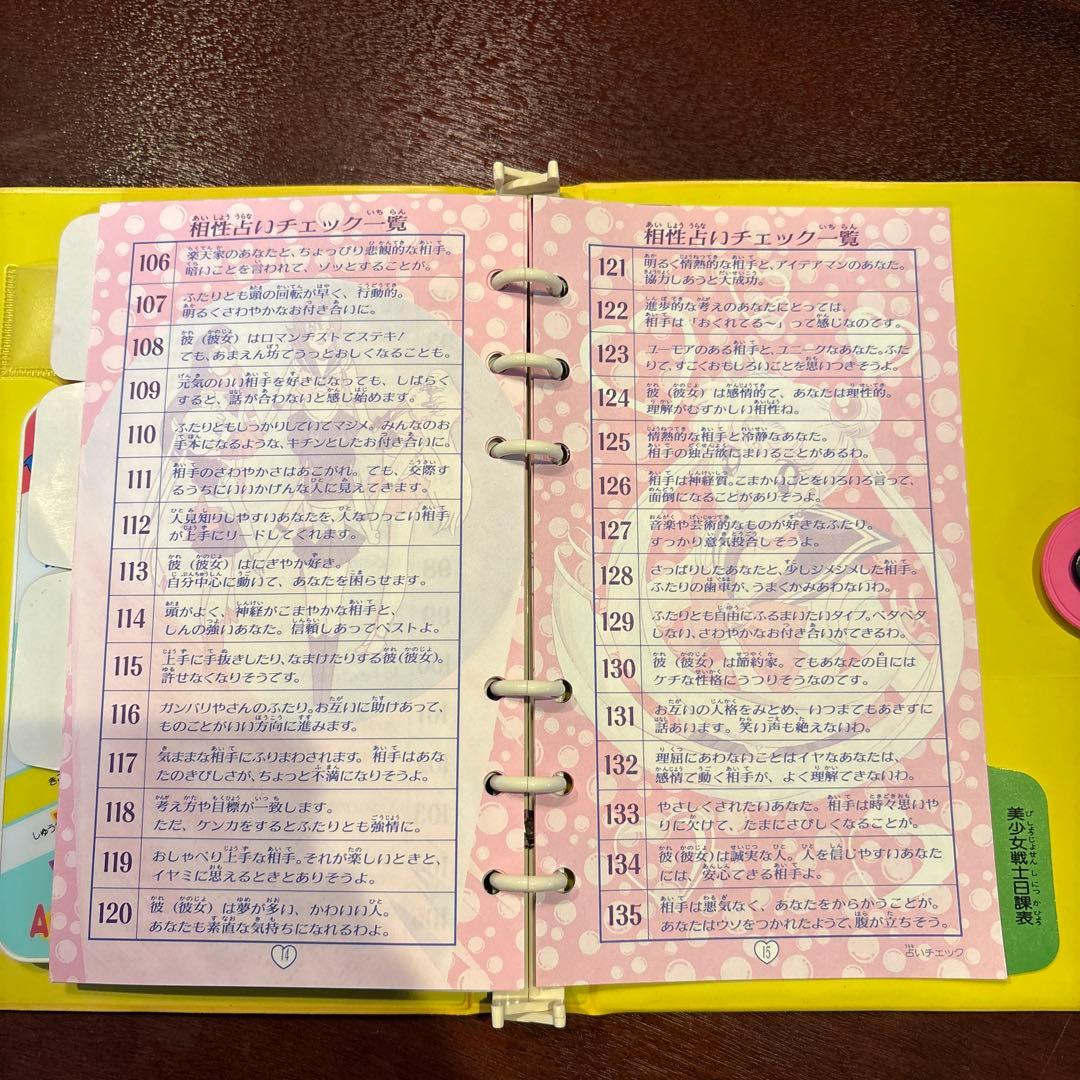 相性占いチェック一覧
106 楽天家のあなたと、ちょっぴり悲観的な相手。
暗いことを言われて、ゾッとすることが。
107 ふたりとも頭の回転が早く、行動的。
明るくさわやかなお付き合いに。
108 彼（彼女）はロマンチストでステキ！
でも、あまえん坊でうっとおしくなることも。
109 元気のいい相手を好きになっても、しばらく
すると、話が合わないと感じ始めます。
110 ふたりともしっかりしていてマジメ。みんなのお
手本になるような、キチンとしたお付き合いに。
111 相手のさわやかさはあこがれ。でも、交際す
るうちにいいかげんな人に見えてきます。
112 人見知りしやすいあなたを、人なつっこい相手
が上手にリードしてくれます。
113 彼（彼女）はにぎやか好き。
自分中心に動いて、あなたを困らせます。
114 頭がよく、神経がこまやかな相手と、
しんの強いあなた。信頼しあってベストよ。
115 上手に手抜きしたり、なまけたりする彼（彼女）。
許せなくなりそうです。
116 ガンバリやさんのふたり。お互いに助けあって、
ものごとがいい方向に進みます。
117 気ままな相手にふりまわされます。相手はあな
たのきびしさが、ちょっと不満になりそうよ。
118 考え方や目標が一致します。
ただ、ケンカをするとふたりとも強情に。
119 おしゃべり上手な相手。それが楽しいときと、
イヤミに思えるときとありそうよ。
120 彼（彼女）は夢が多い、かわいい人。
あなたも素直な気持ちになれるわよ。
14
相性占いチェック一覧
121 明るく情熱的な相手と、アイデアマンのあなた。
協力しあうと大成功。
122 進歩的な考えのあなたにとっては、
相手は「おくれてる〜」って感じなのです。
123 ユーモアのある相手と、ユニークなあなた。ふた
りで、すごくおもしろいことを思いつきそうよ。
124 彼（彼女）は感情的で、あなたは理性的。
理解がむずかしい相性ね。
125 情熱的な相手と冷静なあなた。
相手の独占欲にまいることがあるわ。
126 相手は神経質。こまかいことをいろいろ言って、
面倒になることがありそうよ。
127 音楽や芸術的なものが好きなふたり。
すっかり意気投合しそうよ。
128 さっぱりしたあなたと、少しジメジメした相手。
ふたりの歯車が、うまくかみあわないわ。
129 ふたりとも自由にふるまいたいタイプ。ベタベタ
しない、さわやかなお付き合いができるわ。
130 彼（彼女）は節約家。でもあなたの目には
ケチな性格にうつりそうなのです。
131 お互いの人格をみとめ、いつまでもあきずに
話あいます。笑い声も絶えないわ。
132 理屈にあわないことはイヤなあなたは、
感情で動く相手が、よく理解できないわ。
133 やさしくされたいあなた。相手は時々思いや
りに欠けて、たまにさびしくなることが。
134 彼（彼女）は誠実な人。人を信じやすいあなた
には、安心できる相手よ。
135 相手は悪気なく、あなたをからかうことが。
あなたはウソをつかれたようで、腹が立ちそう。
15
占いチェック
美少女戦士日課表